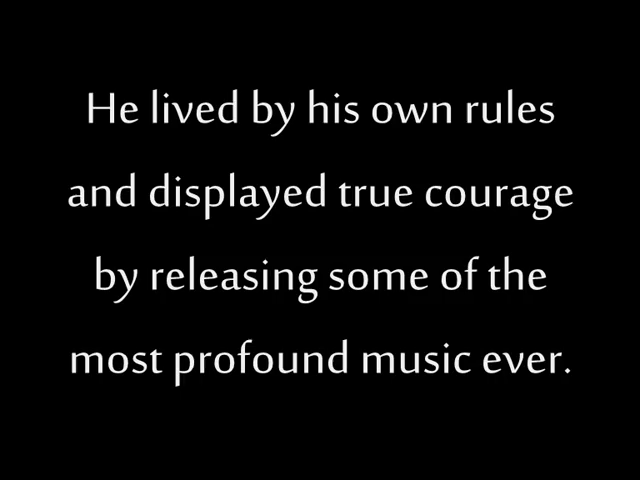 He lived by his own rules
and displayed true courage
by releasing some of the
most profound music ever.